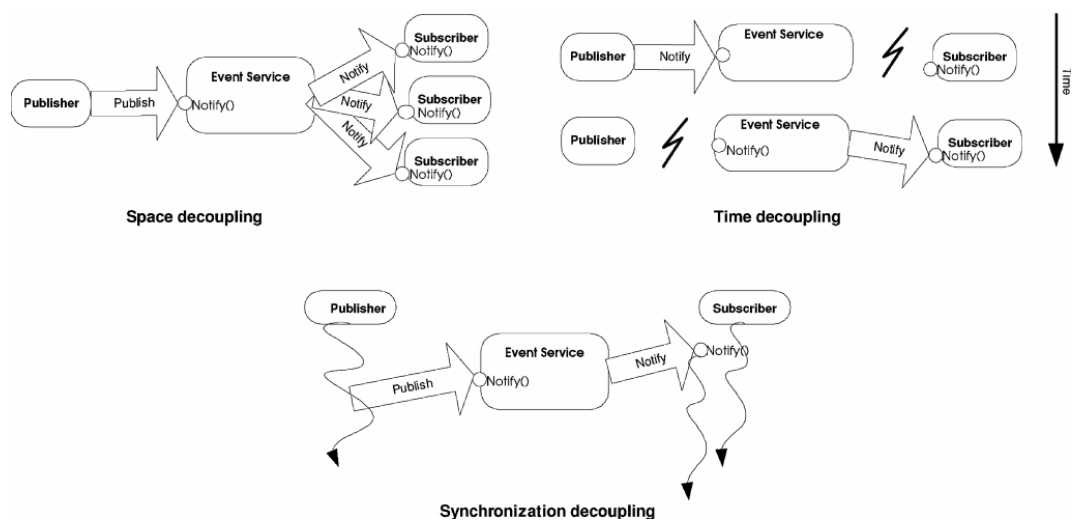 Publisher
Publish
Event Service
Notify()
Notify
Notify
Notify
Subscriber
Notify()
Subscriber
Notify()
Subscriber
Notify()
Space decoupling
Publisher
Notify
Event Service
Subscriber
Notify()
Time
Publisher
Event Service
Notify()
Notify
Subscriber
Notify()
Time decoupling
Publisher
Publish
Event Service
Notify()
Notify
Subscriber
Notify()
Synchronization decoupling